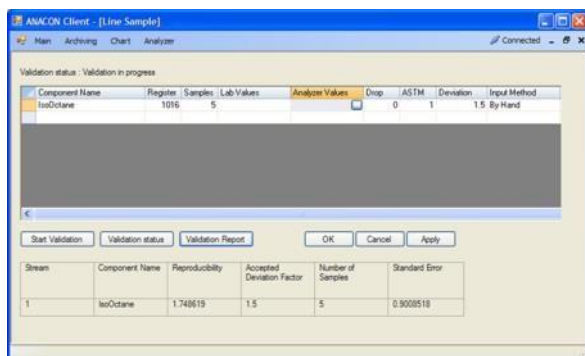 ANACON Client - [Line Sample]
Main Archiving Chart Analyzer Connected
Validation status : Validation in progress
Component Name Register Samples Lab Values Analyzer Values Drop ASTM Deviation Input Method
IsoOctane 1016 5 0 1 1.5 By Hand
Start Validation Validation status Validation Report OK Cancel Apply
Stream Component Name Reproducibility Accepted Deviation Factor Number of Samples Standard Error
1 IsoOctane 1.748619 1.5 5 0.9008518